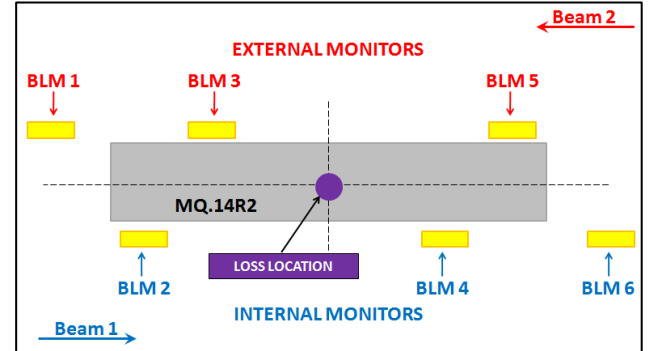 Beam 2
EXTERNAL MONITORS
BLM 1
BLM 3
BLM 5
MQ.14R2
LOSS LOCATION
BLM 2
BLM 4
BLM 6
INTERNAL MONITORS
Beam 1